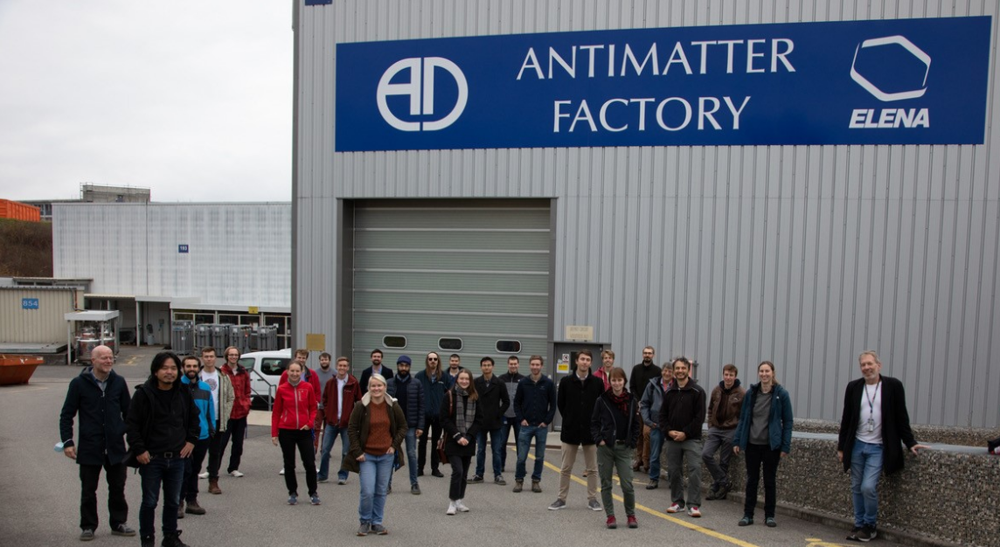 AD
ANTIMATTER
FACTORY
ELENA
193
854